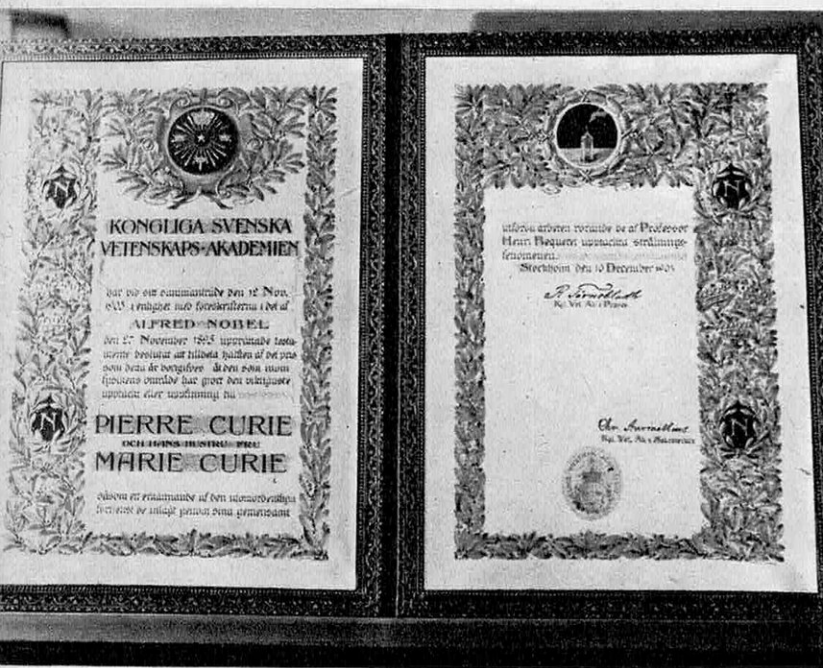 N
N
KONGLIGA SVENSKA
VETENSKAPS-AKADEMIEN
har vid sitt sammanträde den 12 Nov.
1903 i enlighet med föreskrifterna i det af
ALFRED NOBEL
den 27 November 1895 upprättade testa-
mente beslutat att tilldela hälften af det pris
som detta år bortgifves åt den som inom
fysikens område har gjort den viktigaste
upptäckt eller uppfinning till
PIERRE CURIE
OCH HANS HUSTRU FRU
MARIE CURIE
såsom ett erkännande af den utomordentliga
förtjenst de inlagt genom sina gemensamt
N
N
utförda arbeten rörande de af Professor
Henri Becquerel upptäckta strålnings-
fenomenen.
Stockholm den 10 December 1903
Kgl. Vet. Ak:s Præses
Kgl. Vet. Ak:s Sekreterare